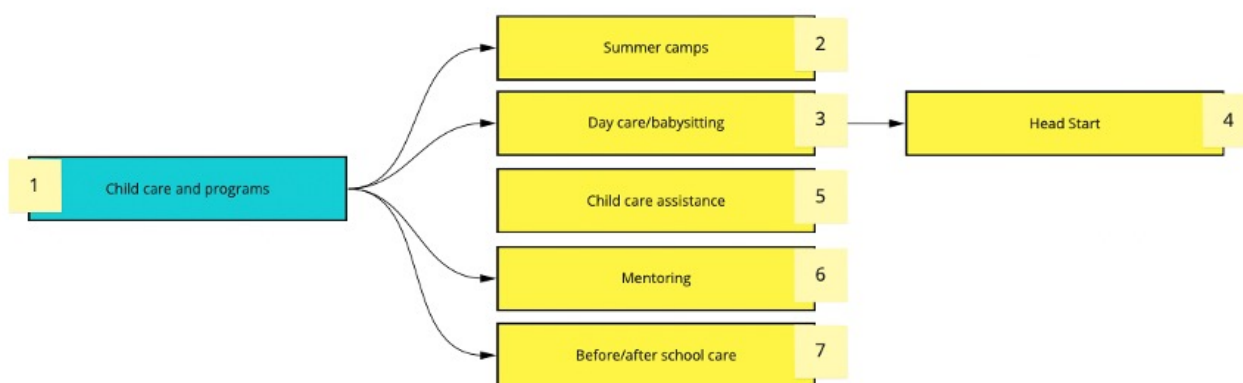 Summer camps
2
Day care/babysitting
3
Head Start
4
1
Child care and programs
Child care assistance
5
Mentoring
6
Before/after school care
7